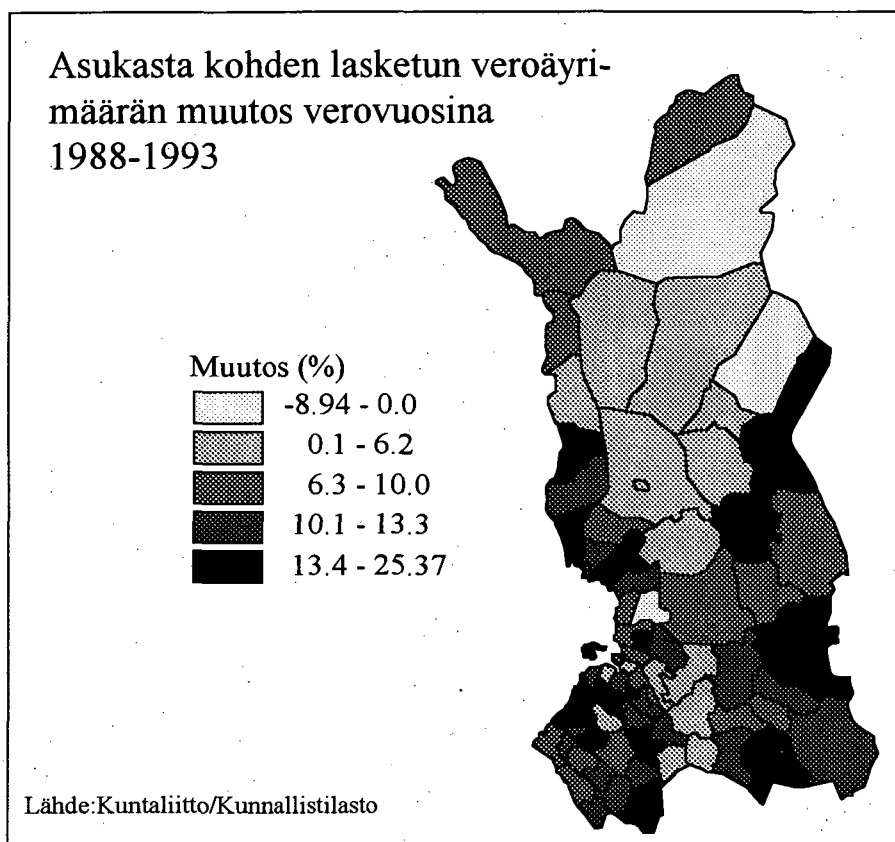 Asukasta kohden lasketun veroäyri-
määrän muutos verovuosina
1988-1993
Muutos (%)
-8.94 - 0.0
0.1 - 6.2
6.3 - 10.0
10.1 - 13.3
13.4 - 25.37
Lähde:Kuntaliitto/Kunnallistilasto